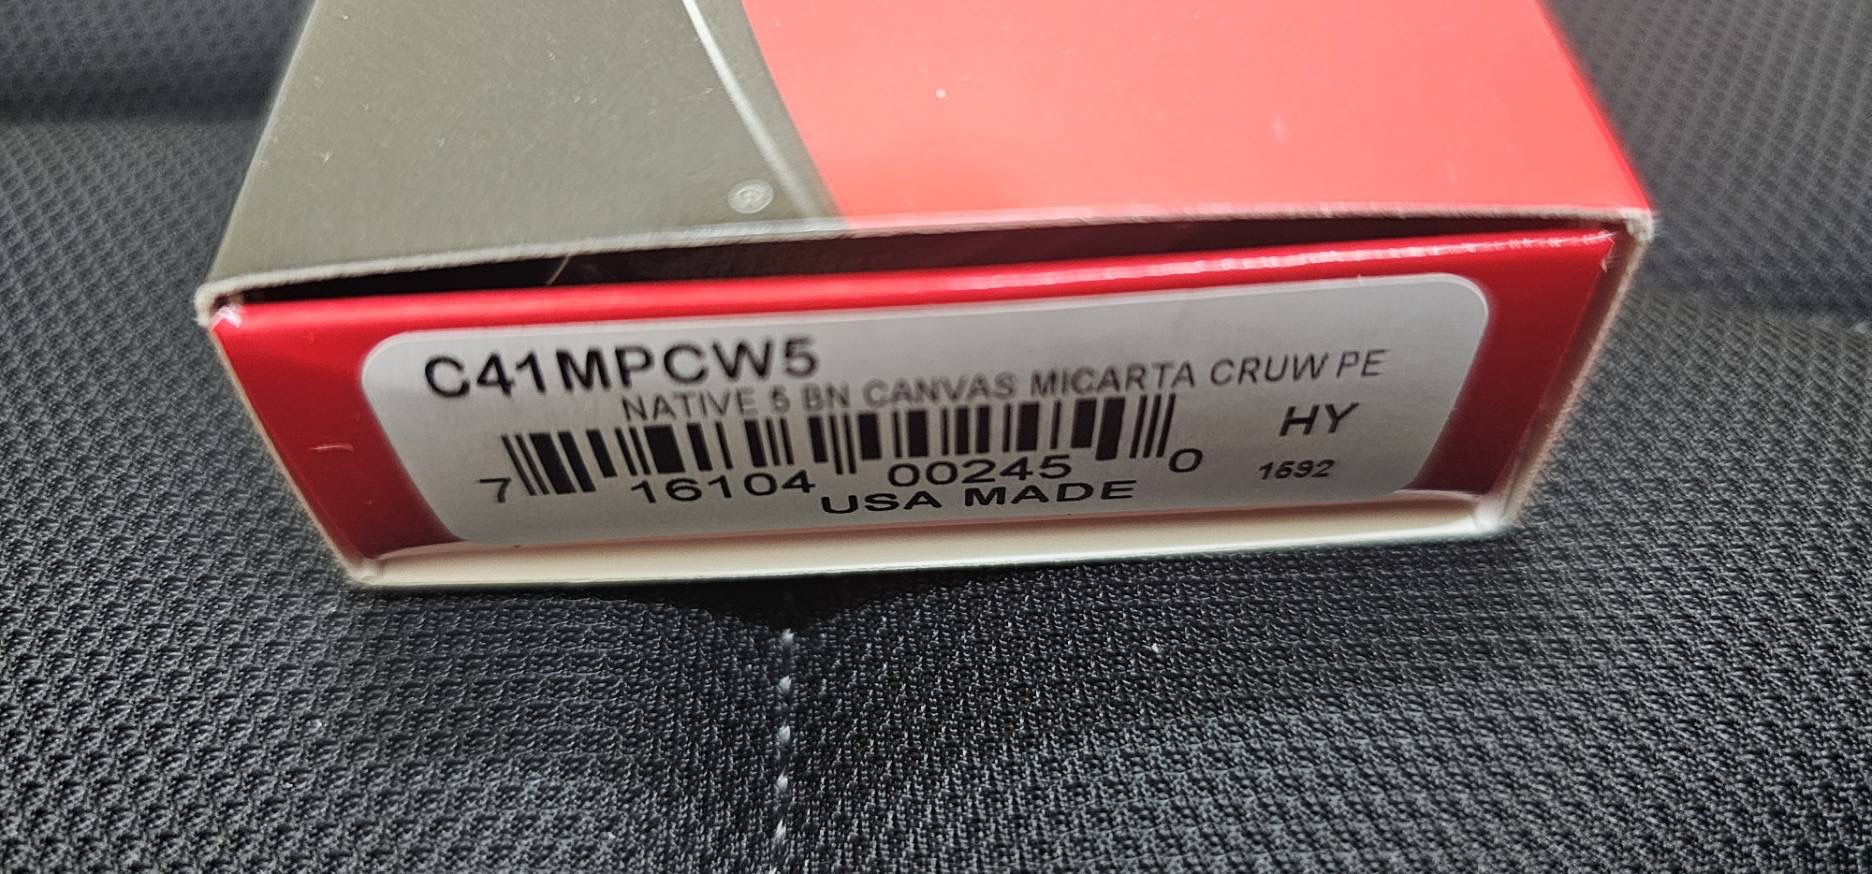 ®
C41MPCW5
NATIVE 5 BN CANVAS MICARTA CRUW PE
HY
7 16104 00245 0
1592
USA MADE